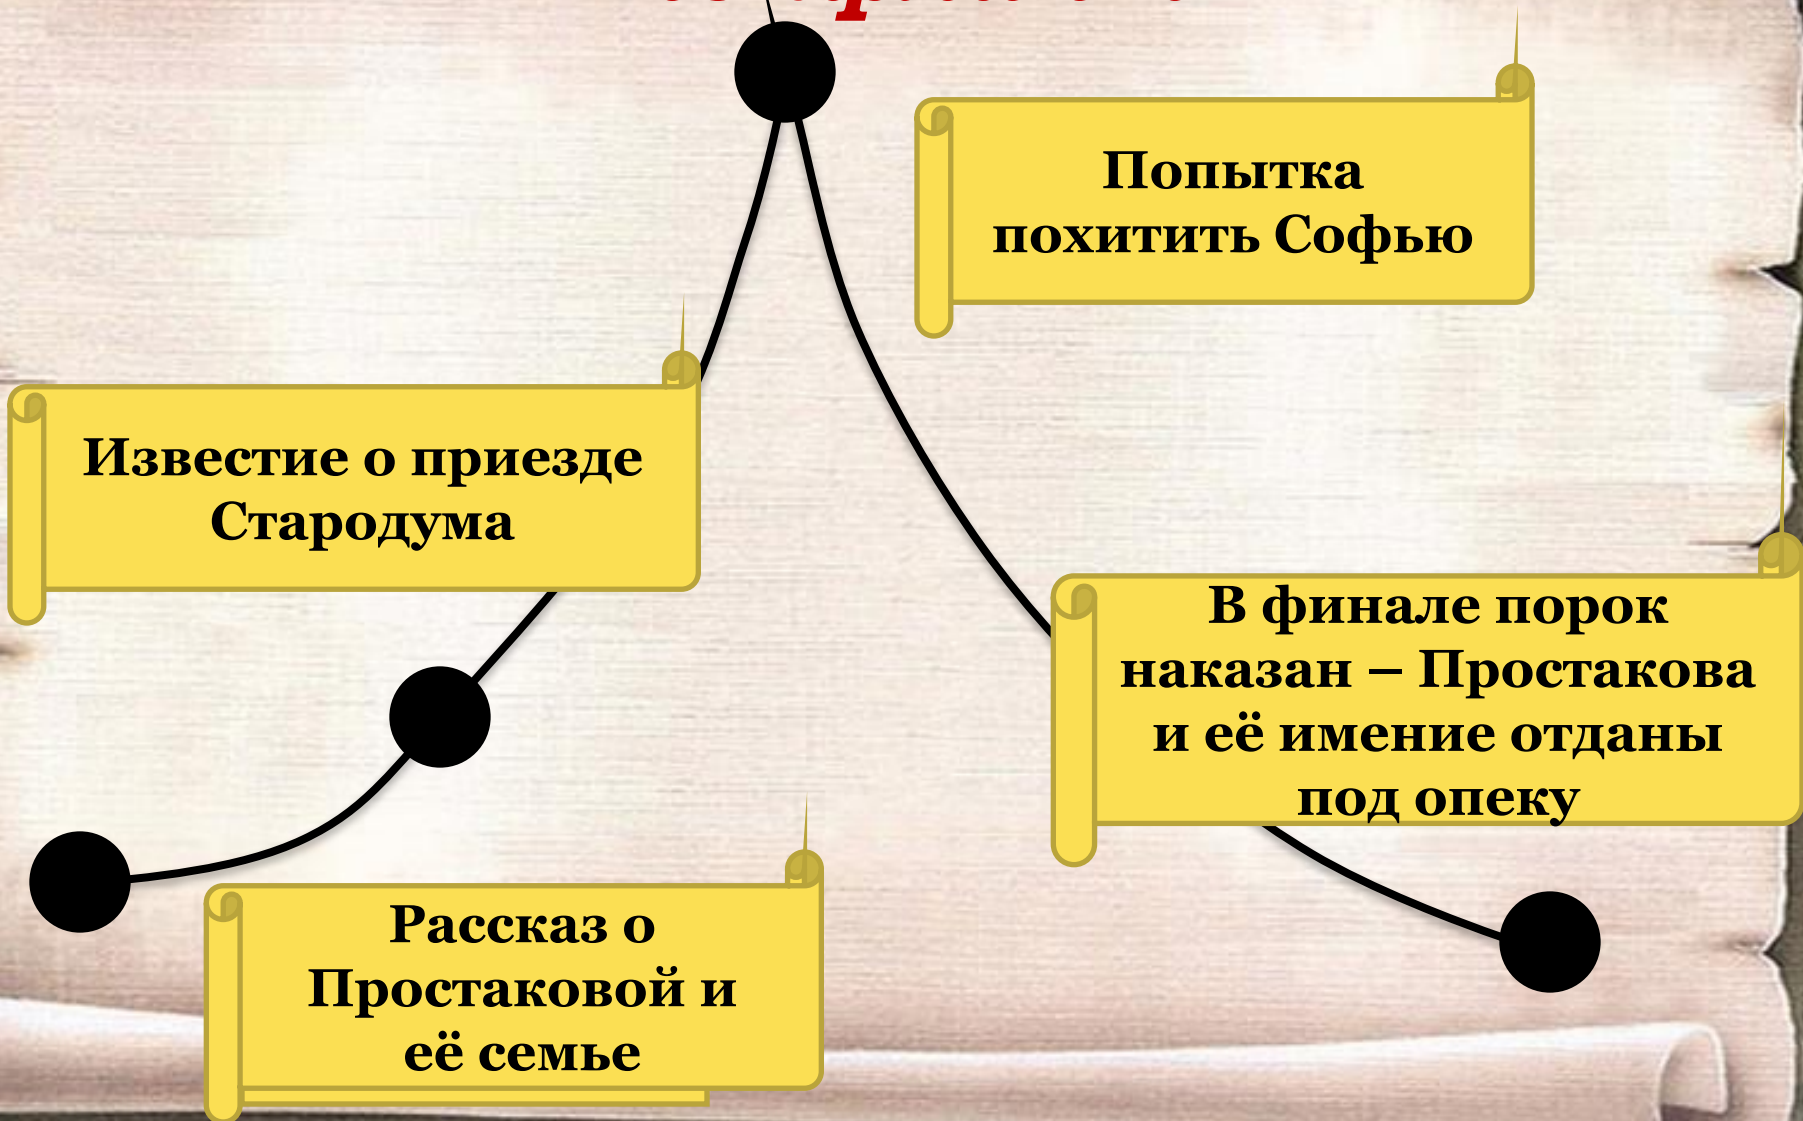 Попытка
похитить Софью
Известие о приезде
Стародума
В финале порок
наказан – Простакова
и её имение отданы
под опеку
Рассказ о
Простаковой и
её семье